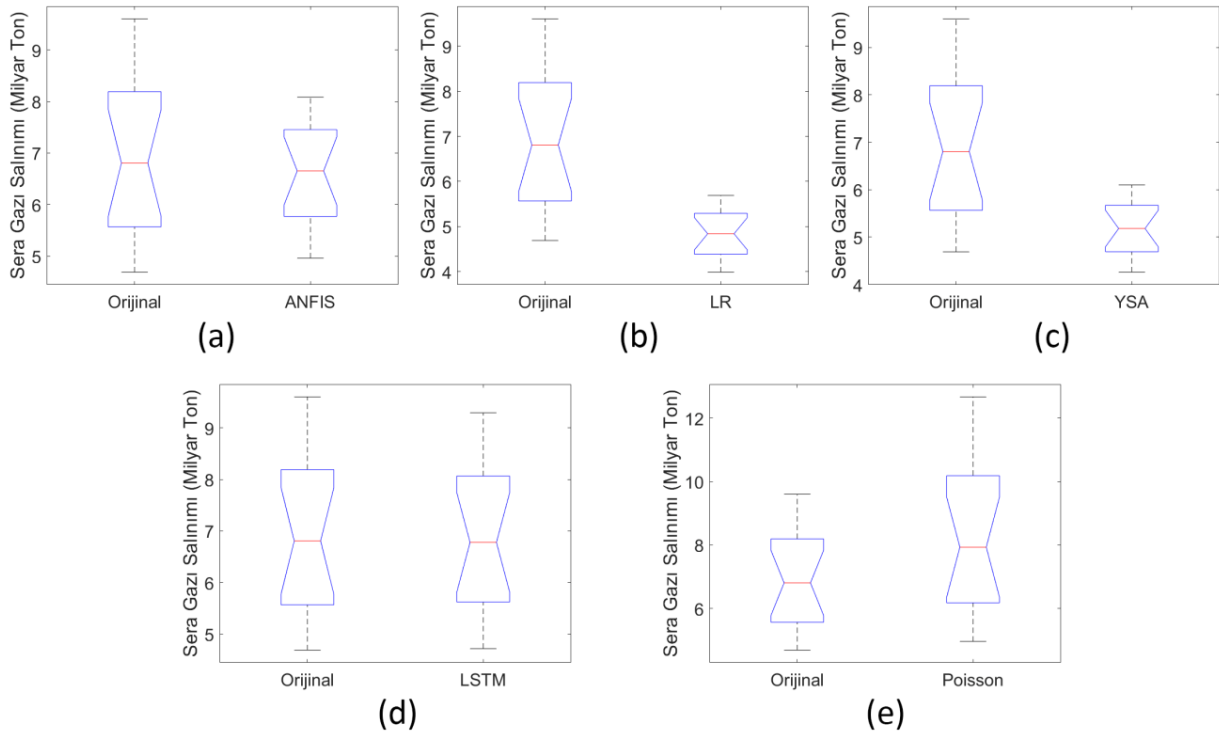 Sera Gazı Salınımı (Milyar Ton)
9
8
7
6
5
Orijinal ANFIS
(a)
Sera Gazı Salınımı (Milyar Ton)
9
8
7
6
5
4
Orijinal LR
(b)
Sera Gazı Salınımı (Milyar Ton)
9
8
7
6
5
4
Orijinal YSA
(c)
Sera Gazı Salınımı (Milyar Ton)
9
8
7
6
5
Orijinal LSTM
(d)
Sera Gazı Salınımı (Milyar Ton)
12
10
8
6
Orijinal Poisson
(e)